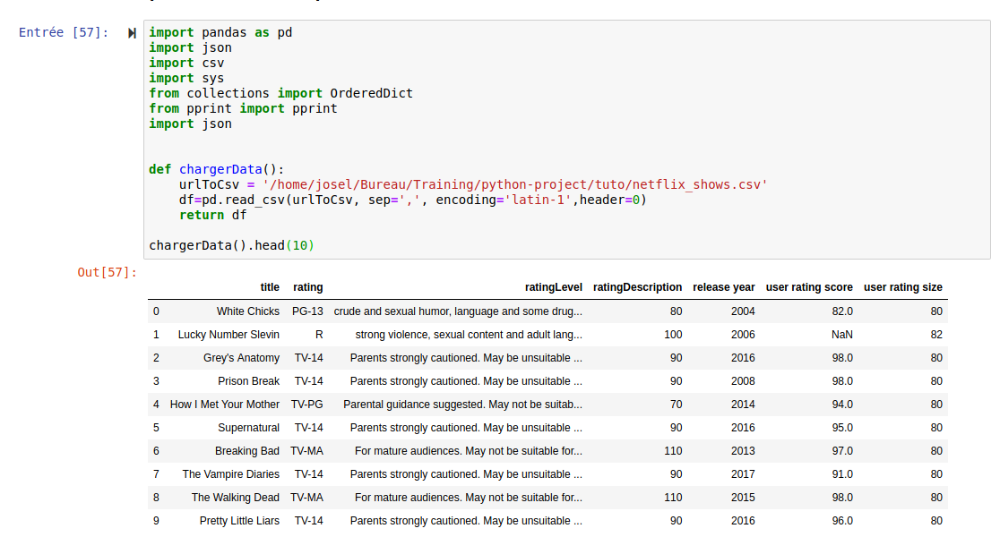 Entrée [57]:
import pandas as pd
import json
import csv
import sys
from collections import OrderedDict
from pprint import pprint
import json
def chargerData():
urlToCsv = '/home/josel/Bureau/Training/python-project/tuto/netflix_shows.csv'
df=pd.read_csv(urlToCsv, sep=',', encoding='latin-1',header=0)
return df
chargerData().head(10)
Out[57]:
title rating ratingLevel ratingDescription release year user rating score user rating size
0 White Chicks PG-13 crude and sexual humor, language and some drug... 80 2004 82.0 80
1 Lucky Number Slevin R strong violence, sexual content and adult lang... 100 2006 NaN 82
2 Grey's Anatomy TV-14 Parents strongly cautioned. May be unsuitable ... 90 2016 98.0 80
3 Prison Break TV-14 Parents strongly cautioned. May be unsuitable ... 90 2008 98.0 80
4 How I Met Your Mother TV-PG Parental guidance suggested. May not be suitab... 70 2014 94.0 80
5 Supernatural TV-14 Parents strongly cautioned. May be unsuitable ... 90 2016 95.0 80
6 Breaking Bad TV-MA For mature audiences. May not be suitable for... 110 2013 97.0 80
7 The Vampire Diaries TV-14 Parents strongly cautioned. May be unsuitable ... 90 2017 91.0 80
8 The Walking Dead TV-MA For mature audiences. May not be suitable for... 110 2015 98.0 80
9 Pretty Little Liars TV-14 Parents strongly cautioned. May be unsuitable ... 90 2016 96.0 80